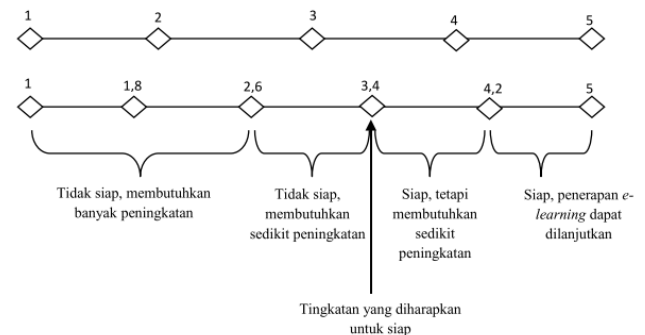 1 2 3 4 5
1 1,8 2,6 3,4 4,2 5
Tidak siap, membutuhkan
banyak peningkatan
Tidak siap,
membutuhkan
sedikit peningkatan
Siap, tetapi
membutuhkan
sedikit
peningkatan
Siap, penerapan e-
learning dapat
dilanjutkan
Tingkatan yang diharapkan
untuk siap